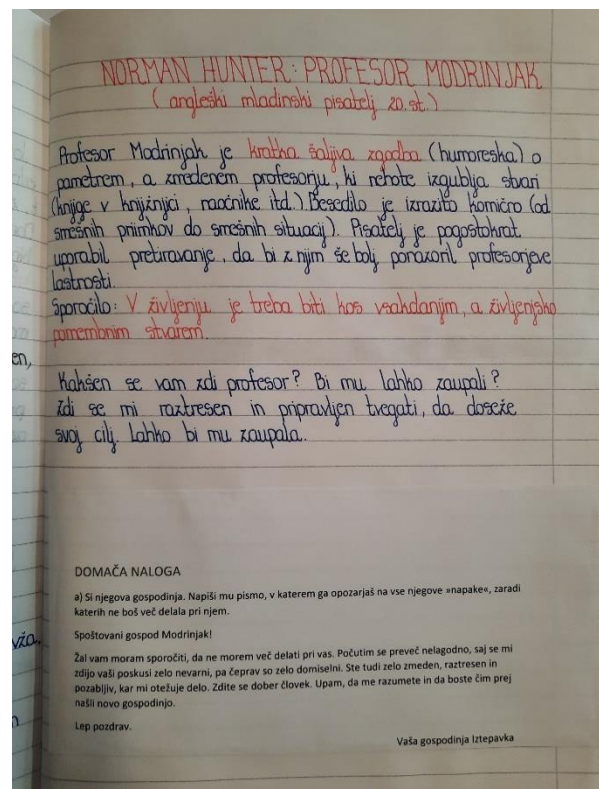 NORMAN HUNTER: PROFESOR MODRINJAK
(angleški mladinski pisatelj 20. st.)
Profesor Modrinjak je kratka šaljiva zgodba (humoreska) o
pametnem, a zmedenem profesorju, ki nehote izgublja stvari
(knjige v knjižnici, naočnike itd.) Besedilo je izrazito komično (od
smešnih priimkov do smešnih situacij). Pisatelj je pogostokrat
uporabil pretiravanje, da bi z njim še bolj ponazoril profesorjeve
lastnosti.
Sporočilo: V življenju je treba biti kos vsakdanjim, a življenjsko
pomembnim stvarem.
en,
Kakšen se vam zdi profesor? Bi mu lahko zaupali?
Zdi se mi raztresen in pripravljen tvegati, da doseže
svoj cilj. Lahko bi mu zaupala.
DOMAČA NALOGA
a) Si njegova gospodinja. Napiši mu pismo, v katerem ga opozarjaš na vse njegove »napake«, zaradi
katerih ne boš več delala pri njem.
Spoštovani gospod Modrinjak!
Žal vam moram sporočiti, da ne morem več delati pri vas. Počutim se preveč nelagodno, saj se mi
zdijo vaši poskusi zelo nevarni, pa čeprav so zelo domiselni. Ste tudi zelo zmeden, raztresen in
pozabljiv, kar mi otežuje delo. Zdite se dober človek. Upam, da me razumete in da boste čim prej
našli novo gospodinjo.
Lep pozdrav.
Vaša gospodinja Iztepavka